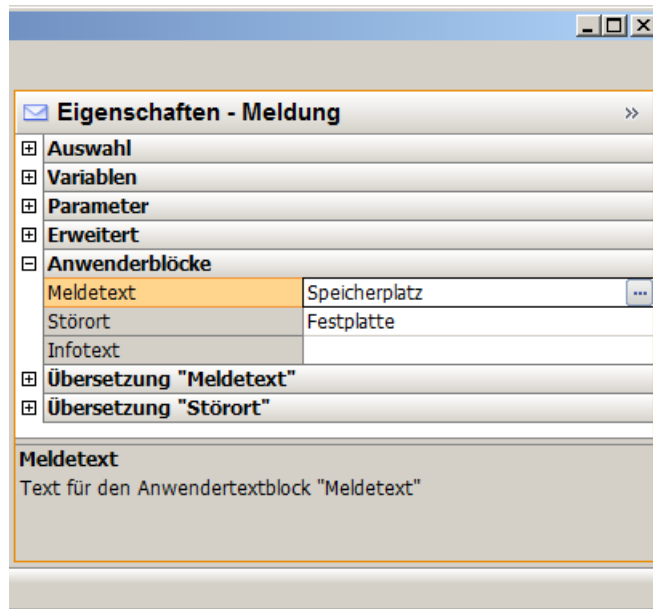 Eigenschaften - Meldung
Auswahl
Variablen
Parameter
Erweitert
Anwenderblöcke
Meldetext Speicherplatz ...
Störort Festplatte
Infotext
Übersetzung "Meldetext"
Übersetzung "Störort"
Meldetext
Text für den Anwendertextblock "Meldetext"